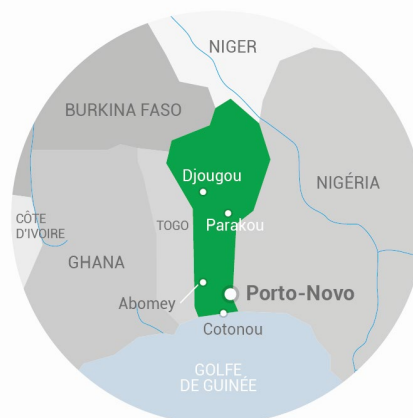 NIGER
BURKINA FASO
Djougou
NIGÉRIA
Parakou
CÔTE
D'IVOIRE
TOGO
GHANA
Abomey
Porto-Novo
Cotonou
GOLFE
DE GUINÉE